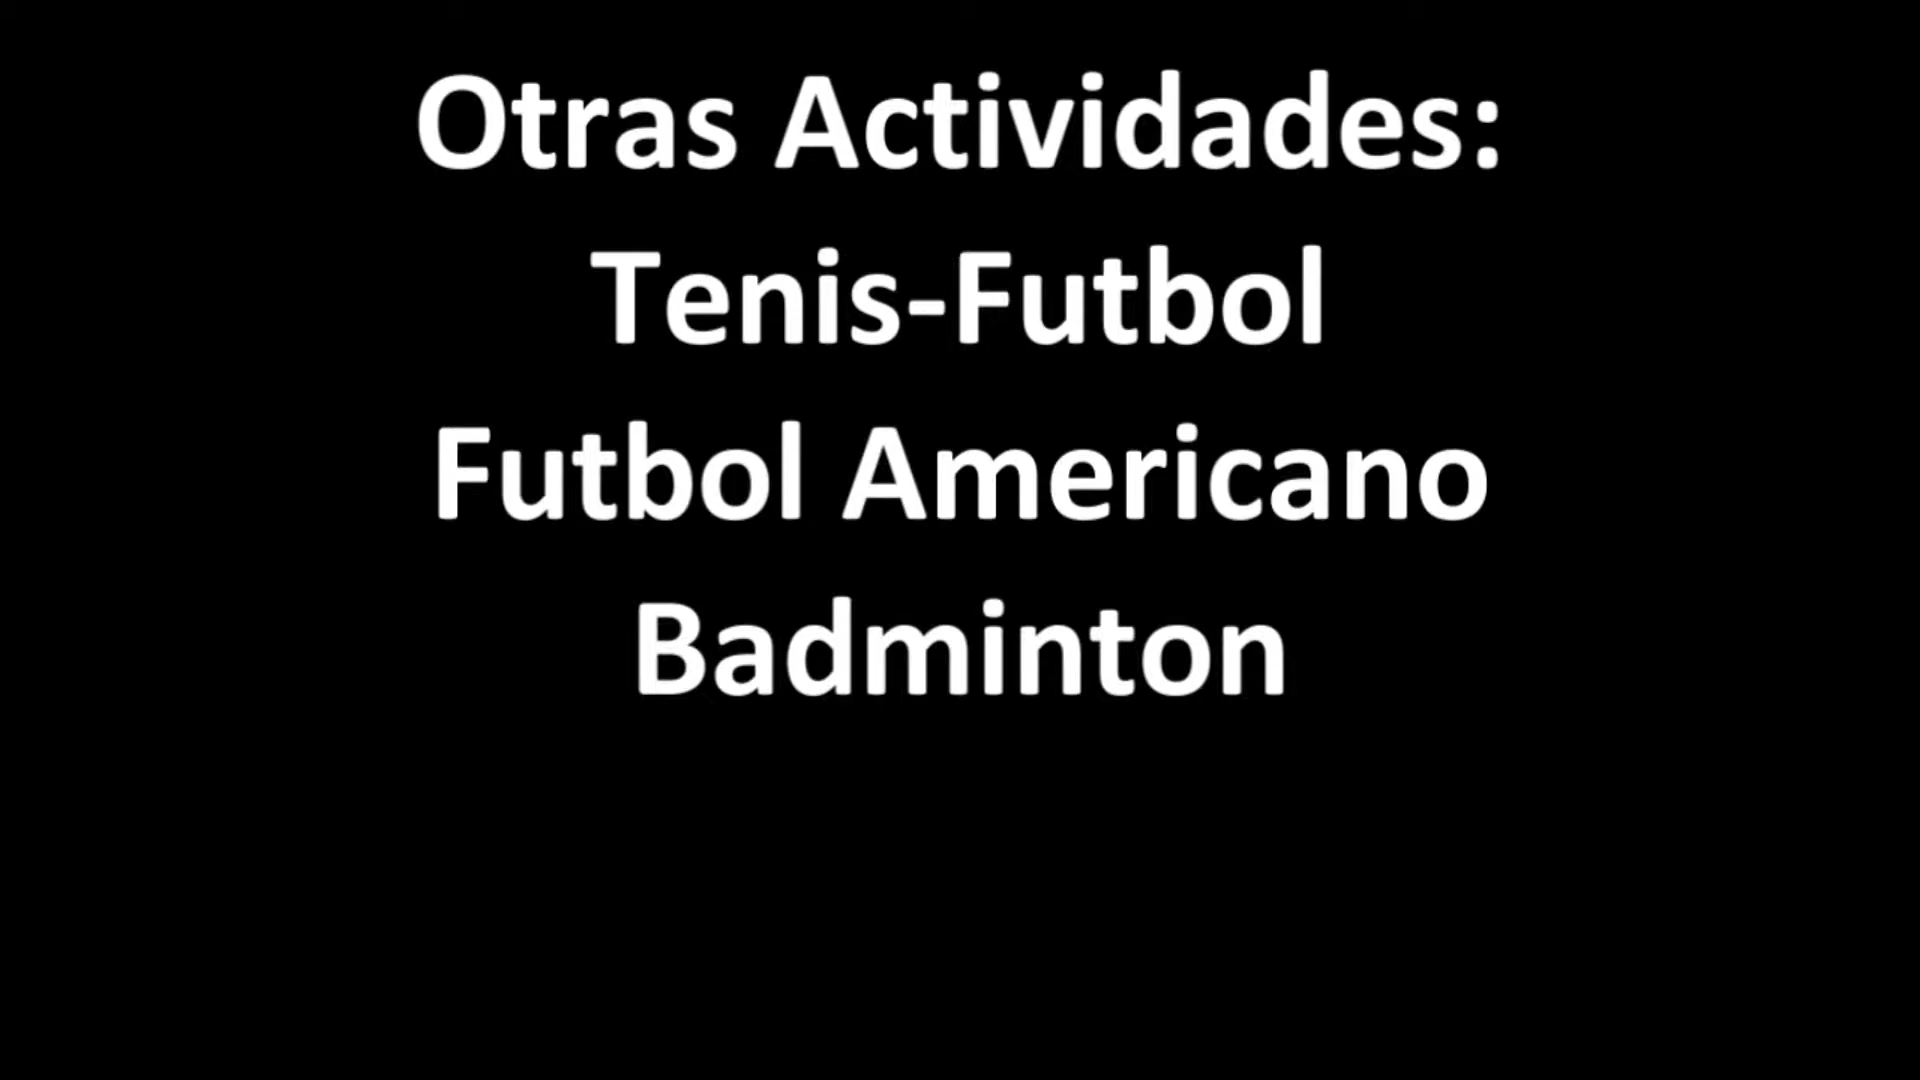 Otras Actividades:
Tenis-Futbol
Futbol Americano
Badminton